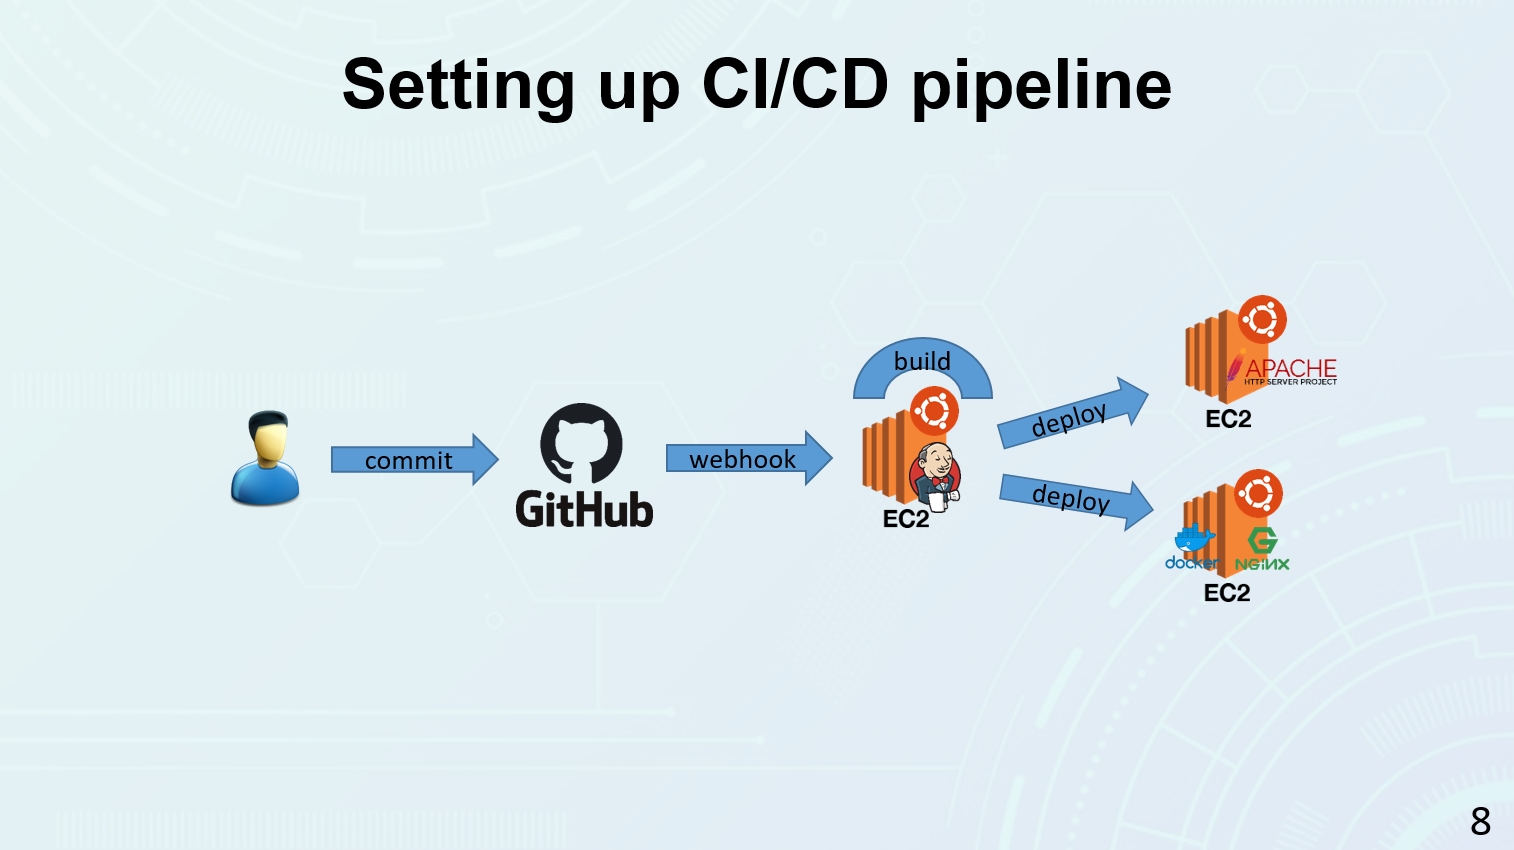 Setting up CI/CD pipeline
commit
GitHub
webhook
build
EC2
deploy
deploy
APACHE
HTTP SERVER PROJECT
EC2
docker
NGiNX
EC2
8